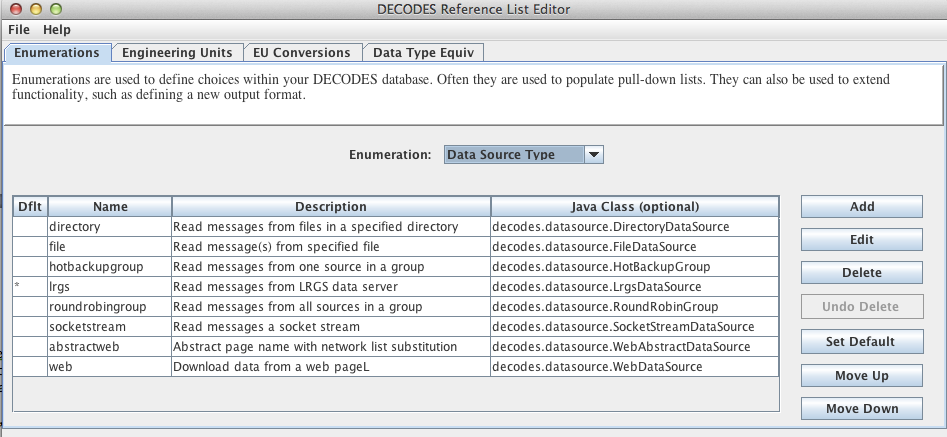 DECODES Reference List Editor
File Help
Enumerations Engineering Units EU Conversions Data Type Equiv
Enumerations are used to define choices within your DECODES database. Often they are used to populate pull-down lists. They can also be used to extend
functionality, such as defining a new output format.
Enumeration: Data Source Type
Dflt Name Description Java Class (optional)
directory Read messages from files in a specified directory decodes.datasource.DirectoryDataSource
file Read message(s) from specified file decodes.datasource.FileDataSource
hotbackupgroup Read messages from one source in a group decodes.datasource.HotBackupGroup
* lrgs Read messages from LRGS data server decodes.datasource.LrgsDataSource
roundrobingroup Read messages from all sources in a group decodes.datasource.RoundRobinGroup
socketstream Read messages a socket stream decodes.datasource.SocketStreamDataSource
abstractweb Abstract page name with network list substitution decodes.datasource.WebAbstractDataSource
web Download data from a web pageL decodes.datasource.WebDataSource
Add
Edit
Delete
Undo Delete
Set Default
Move Up
Move Down